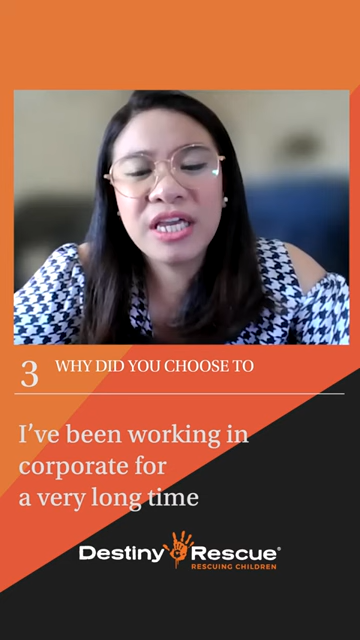 3 WHY DID YOU CHOOSE TO
I've been working in
corporate for
a very long time
Destiny Rescue®
RESCUING CHILDREN